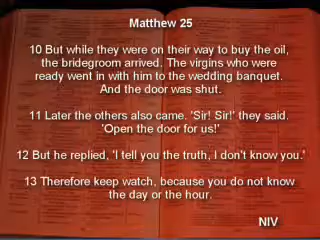 Matthew 25
10 But while they were on their way to buy the oil,
the bridegroom arrived. The virgins who were
ready went in with him to the wedding banquet.
And the door was shut.
11 Later the others also came. 'Sir! Sir!' they said.
'Open the door for us!'
12 But he replied, 'I tell you the truth, I don't know you.'
13 Therefore keep watch, because you do not know
the day or the hour.
NIV